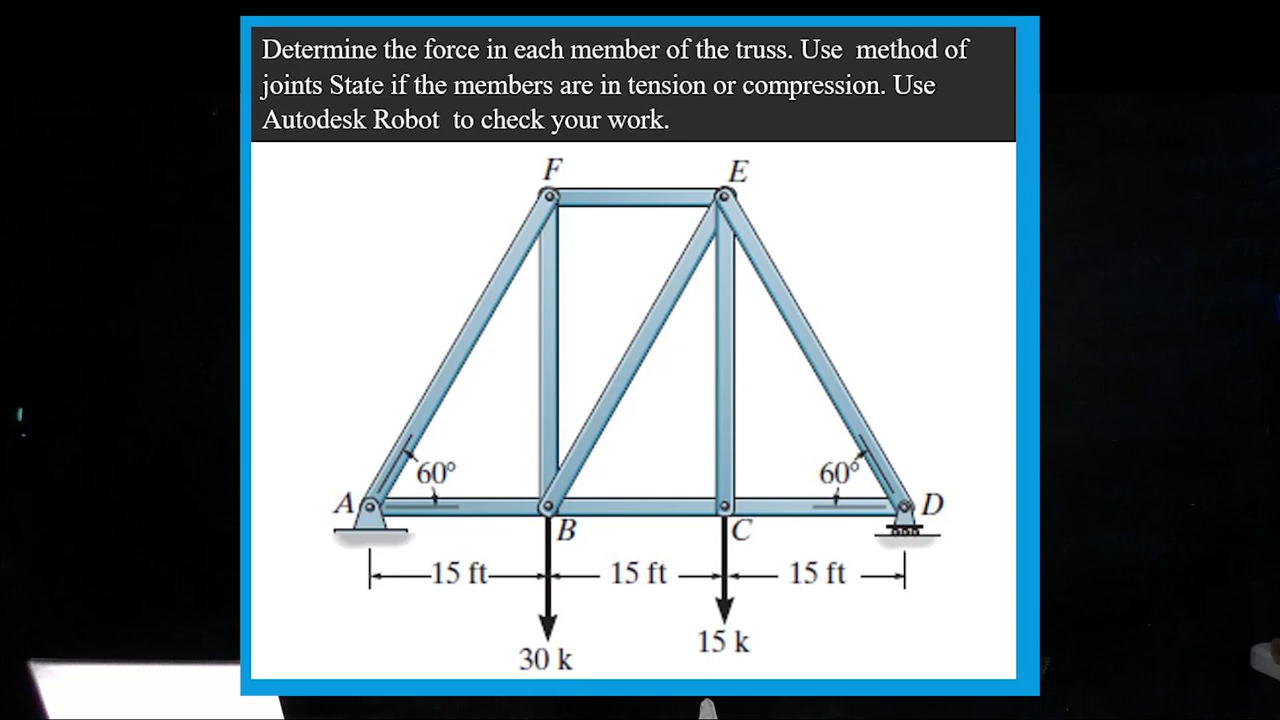 Determine the force in each member of the truss. Use method of
joints State if the members are in tension or compression. Use
Autodesk Robot to check your work.
F
E
60°
60°
A
D
B
C
15 ft
15 ft
15 ft
30 k
15 k